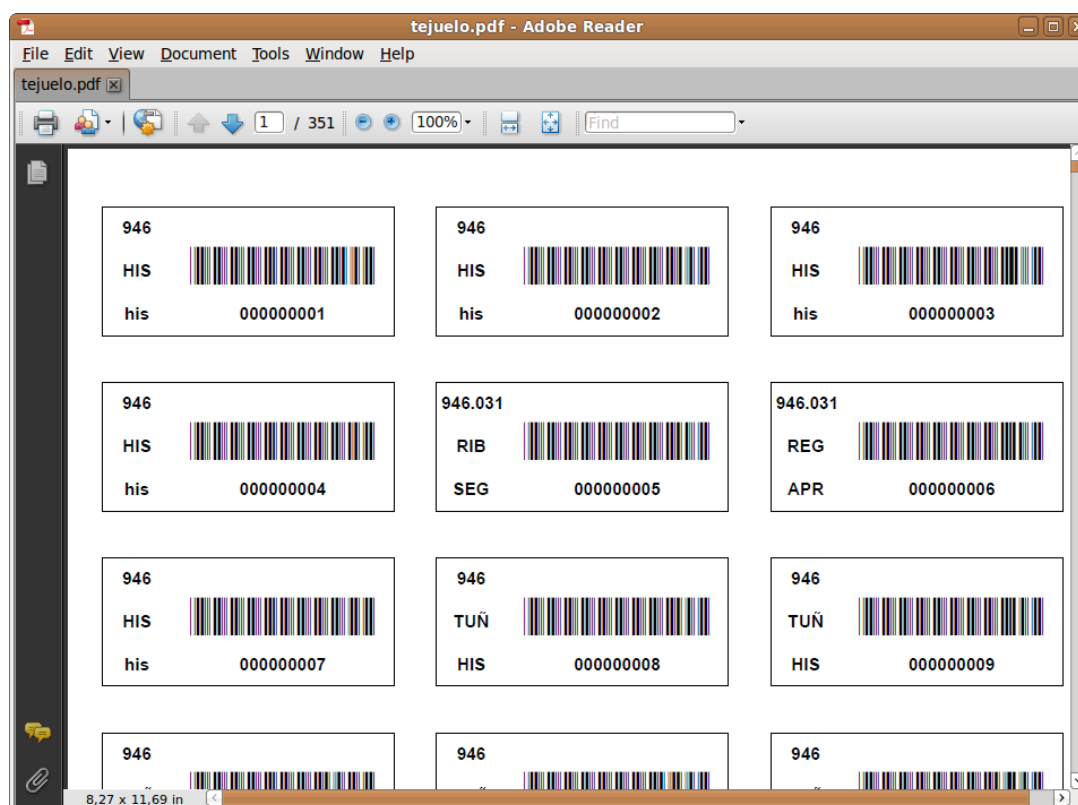 tejuelo.pdf - Adobe Reader
File Edit View Document Tools Window Help
tejuelo.pdf
1 / 351 100% Find
946 946 946
HIS HIS HIS
his 000000001 his 000000002 his 000000003
946 946.031 946.031
HIS RIB REG
his 000000004 SEG 000000005 APR 000000006
946 946 946
HIS TUÑ TUÑ
his 000000007 HIS 000000008 HIS 000000009
946 946 946
8,27 x 11,69 in